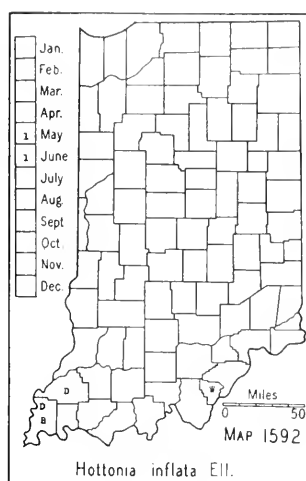 Jan.
Feb.
Mar.
Apr.
1 May
1 June
July
Aug.
Sept
Oct.
Nov.
Dec.
D
D
B
Miles
0 50
MAP 1592
Hottonia inflata Ell.